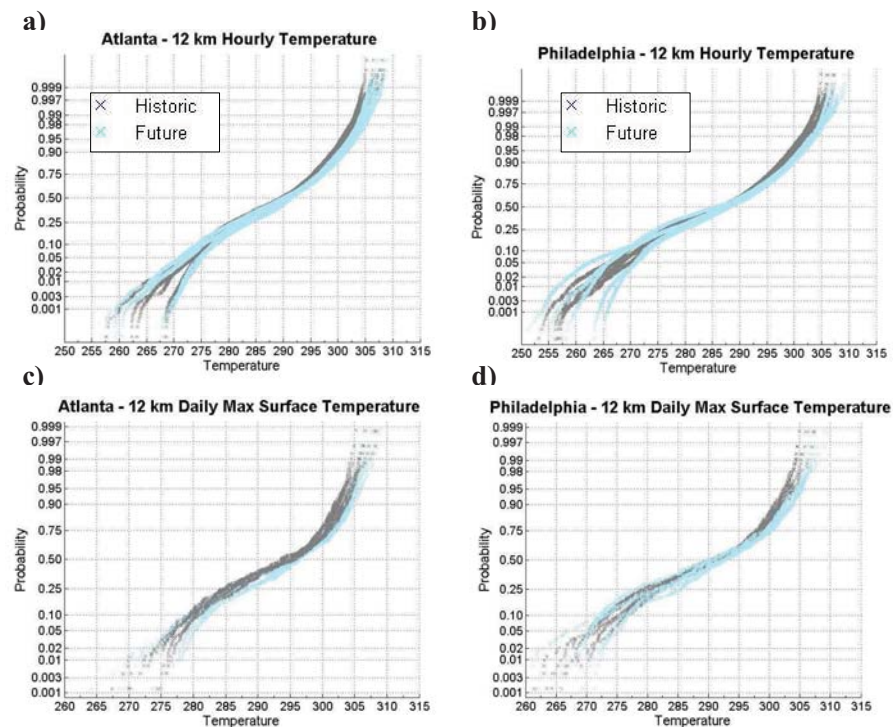 a)
Atlanta - 12 km Hourly Temperature
Probability
0.999
0.997
0.99
0.98
0.95
0.90
0.75
0.50
0.25
0.10
0.05
0.02
0.01
0.003
0.001
Historic
Future
250 255 260 265 270 275 280 285 290 295 300 305 310 315
Temperature
b)
Philadelphia - 12 km Hourly Temperature
Probability
0.999
0.997
0.99
0.98
0.95
0.90
0.75
0.50
0.25
0.10
0.05
0.02
0.01
0.003
0.001
Historic
Future
250 255 260 265 270 275 280 285 290 295 300 305 310 315
Temperature
c)
Atlanta - 12 km Daily Max Surface Temperature
Probability
0.999
0.997
0.99
0.98
0.95
0.90
0.75
0.50
0.25
0.10
0.05
0.02
0.01
0.003
0.001
260 265 270 275 280 285 290 295 300 305 310 315
Temperature
d)
Philadelphia - 12 km Daily Max Surface Temperature
Probability
0.999
0.997
0.99
0.98
0.95
0.90
0.75
0.50
0.25
0.10
0.05
0.02
0.01
0.003
0.001
260 265 270 275 280 285 290 295 300 305 310 315
Temperature